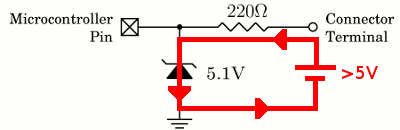 Microcontroller
Pin
220Ω
Connector
Terminal
5.1V
>5V